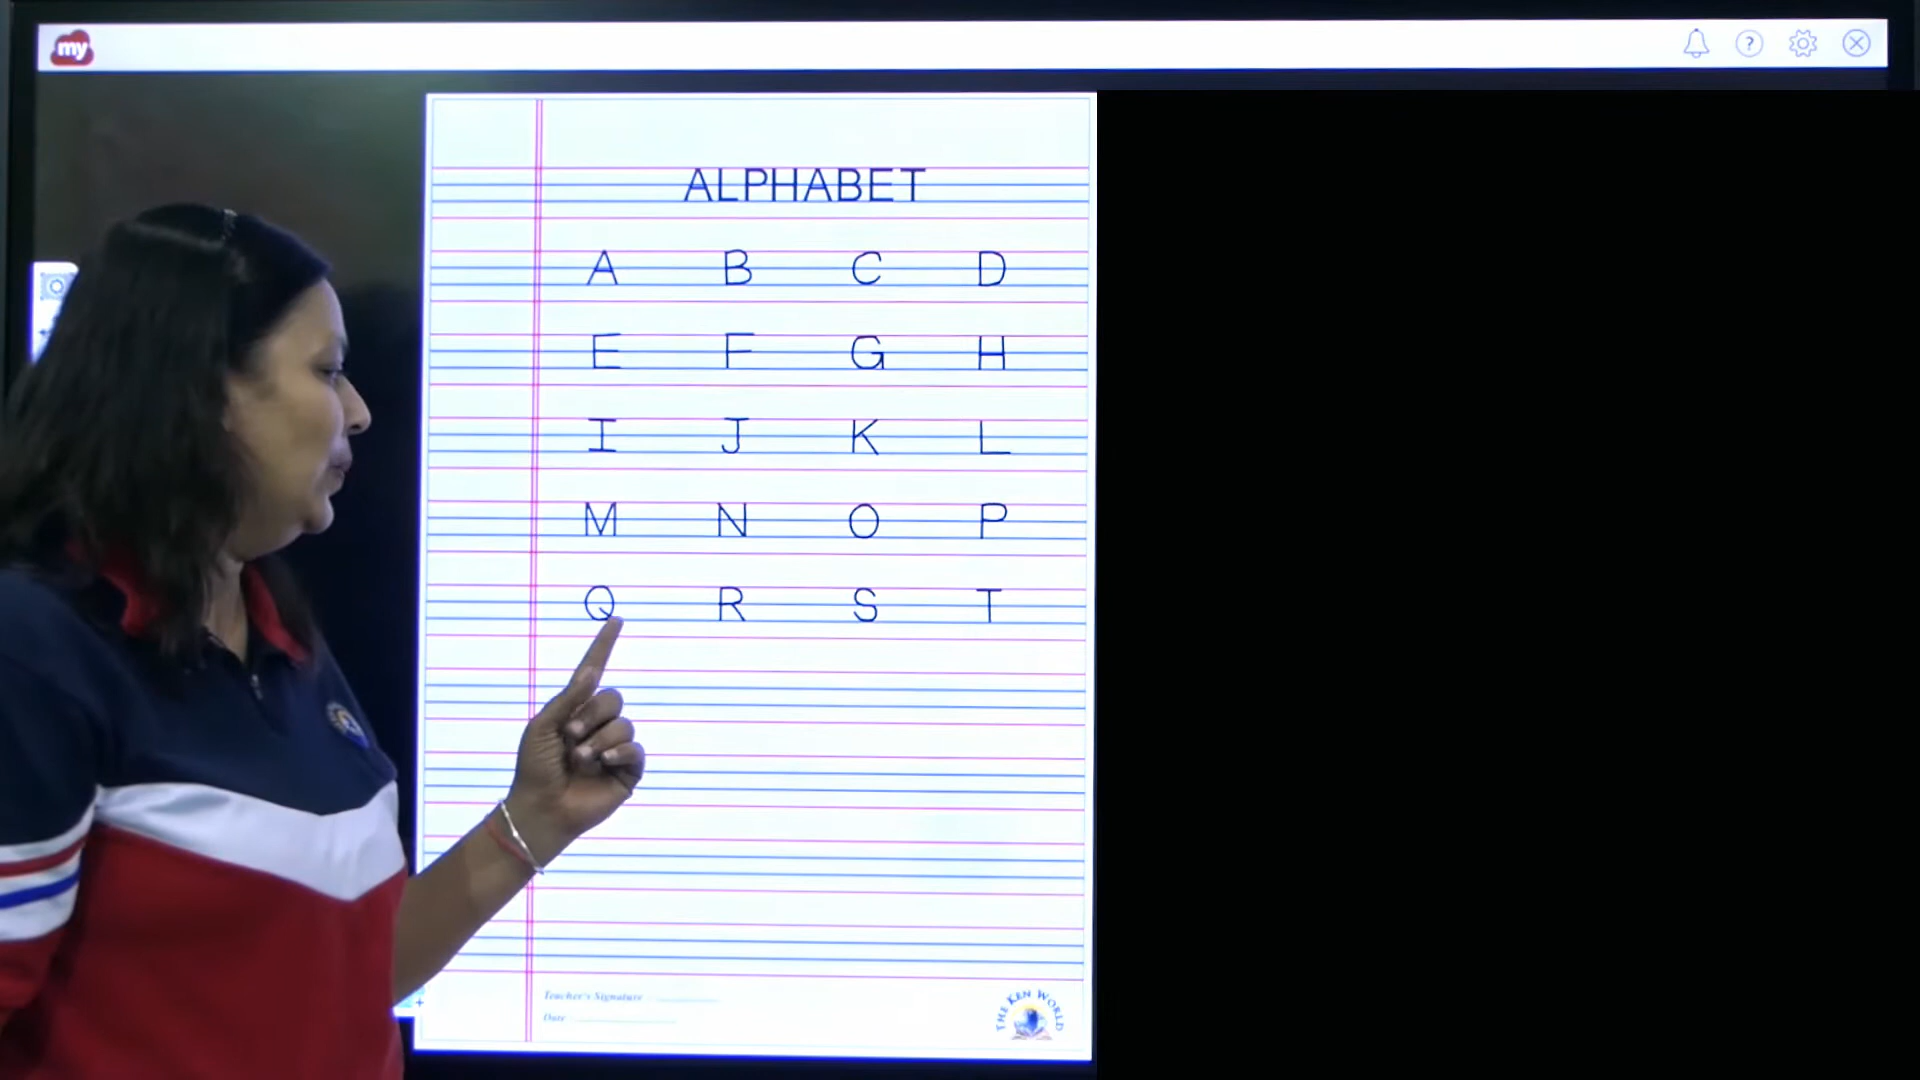 my
ALPHABET
A B C D
E F G H
I J K L
M N O P
Q R S T
Teacher's Signature
Date
THE KEN WORLD